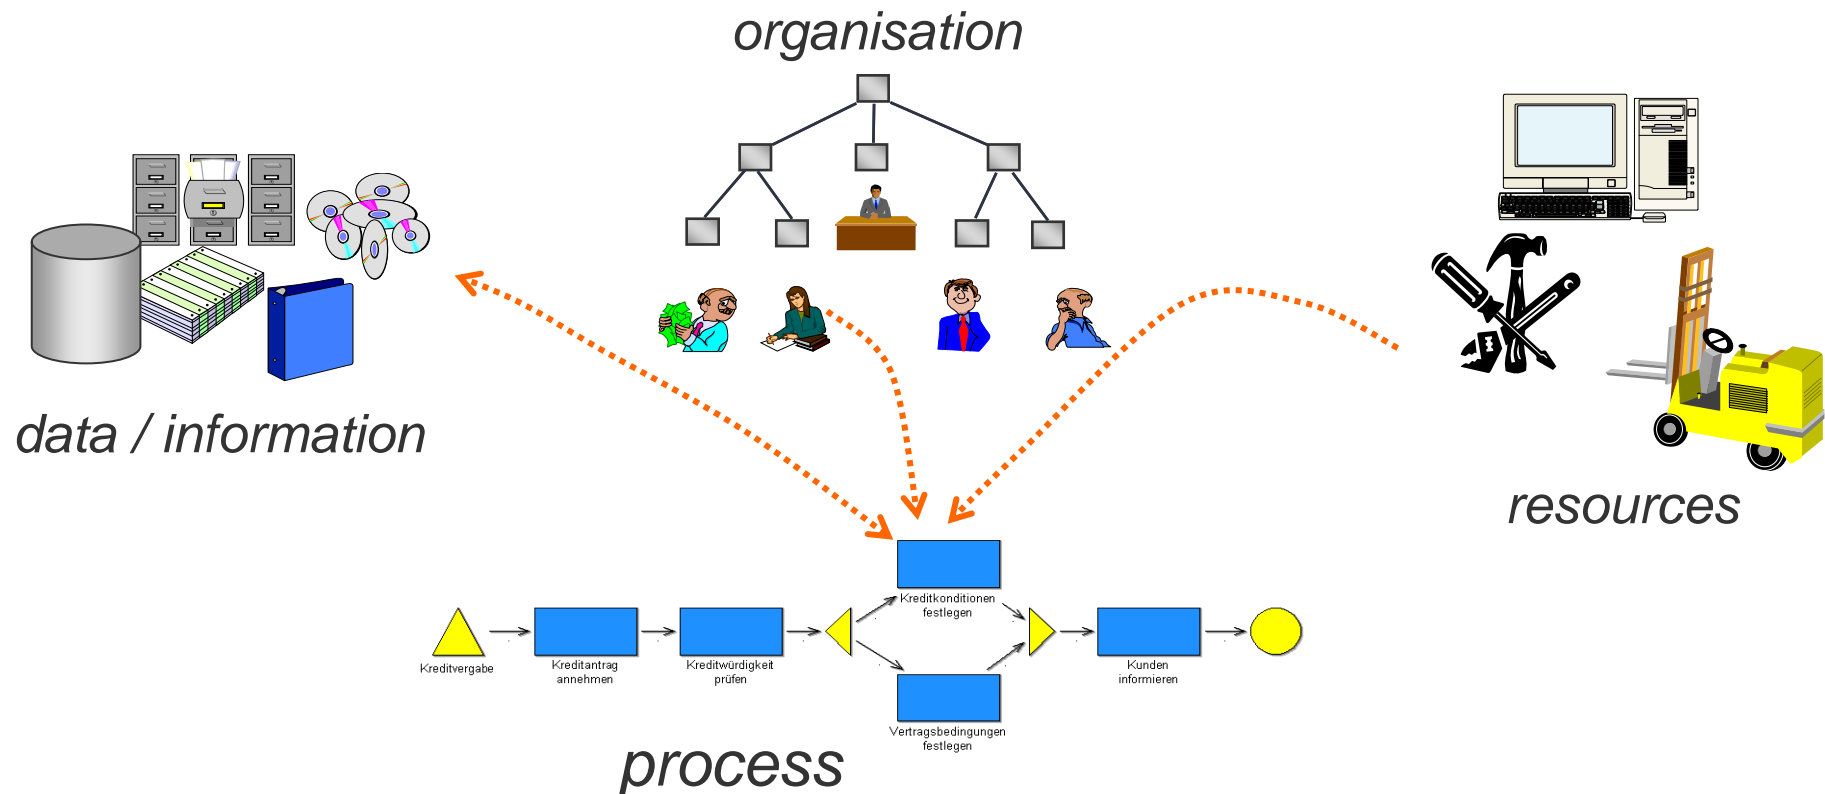 organisation
data / information
resources
Kreditvergabe
Kreditantrag
annehmen
Kreditwürdigkeit
prüfen
Kreditkonditionen
festlegen
Vertragsbedingungen
festlegen
Kunden
informieren
process